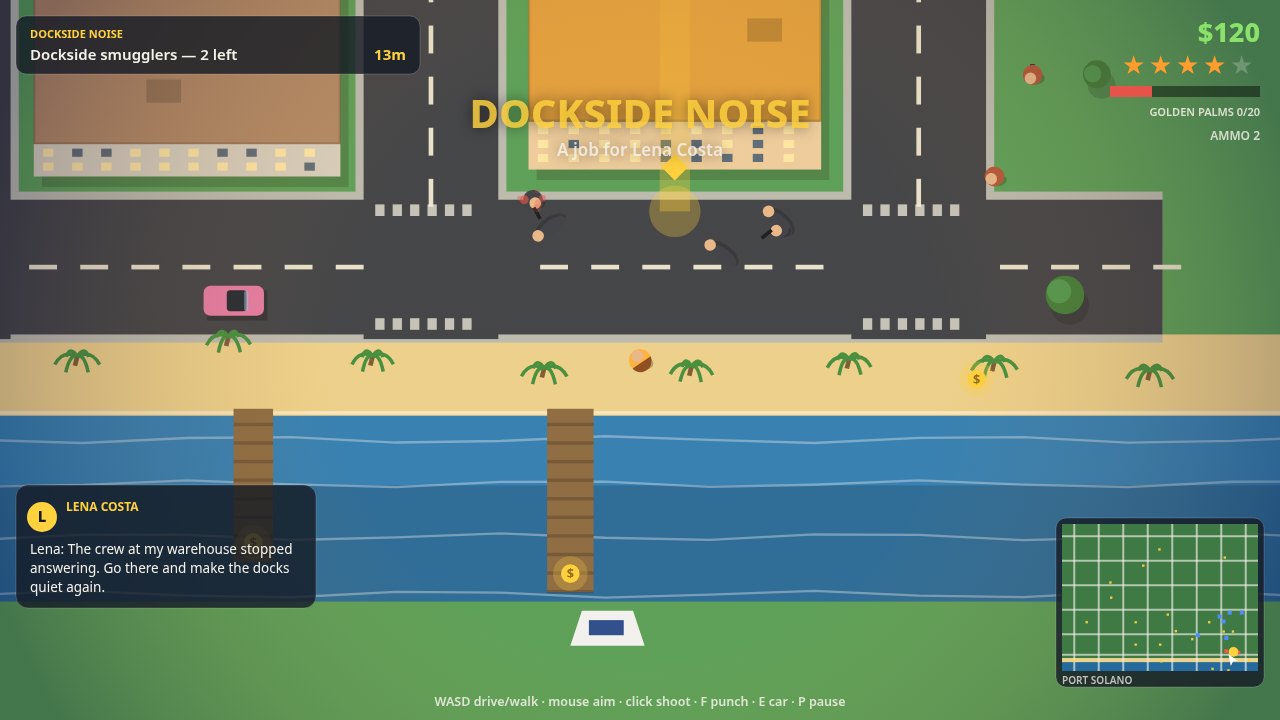 DOCKSIDE NOISE
Dockside smugglers — 2 left 13m
$120
GOLDEN PALMS 0/20
AMMO 2
DOCKSIDE NOISE
A job for Lena Costa
$
$
$
L LENA COSTA
Lena: The crew at my warehouse stopped
answering. Go there and make the docks
quiet again.
PORT SOLANO
WASD drive/walk · mouse aim · click shoot · F punch · E car · P pause